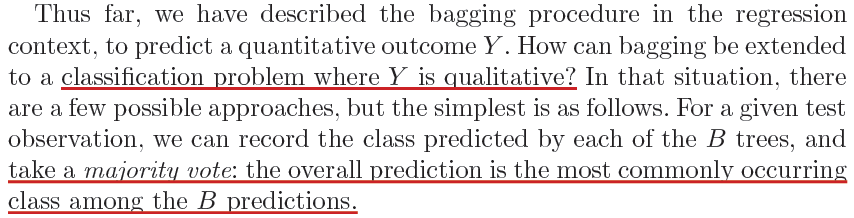 Thus far, we have described the bagging procedure in the regression
context, to predict a quantitative outcome Y. How can bagging be extended
to a classification problem where Y is qualitative? In that situation, there
are a few possible approaches, but the simplest is as follows. For a given test
observation, we can record the class predicted by each of the B trees, and
take a majority vote: the overall prediction is the most commonly occurring
class among the B predictions.